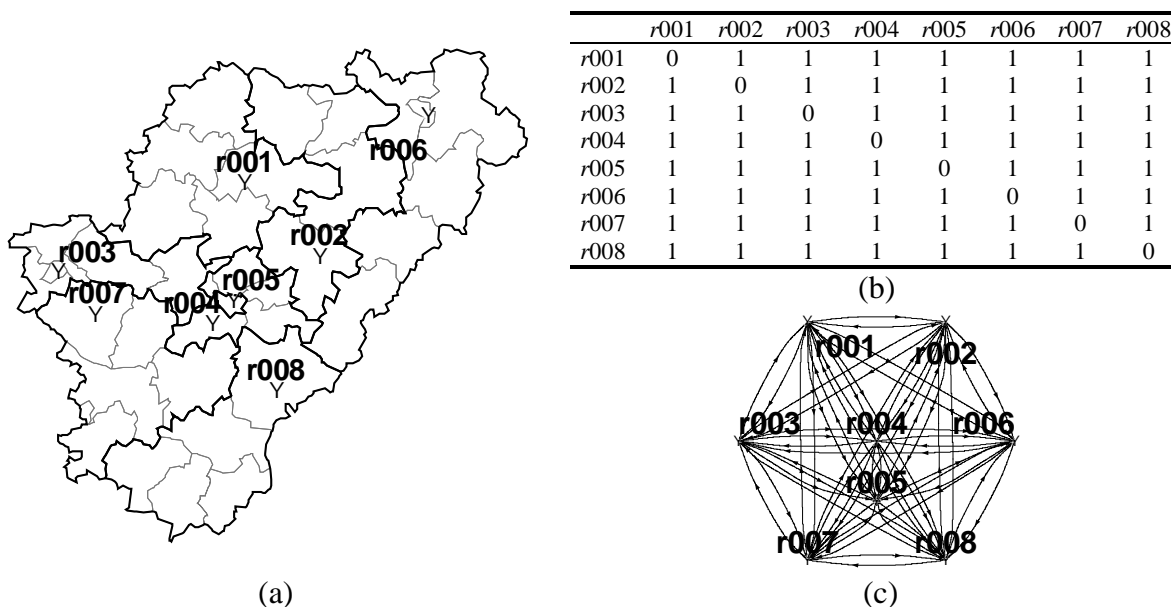 r001
r006
r002
r003
r005
r007
r004
r008
(a)
r001 r002 r003 r004 r005 r006 r007 r008
r001 0 1 1 1 1 1 1 1
r002 1 0 1 1 1 1 1 1
r003 1 1 0 1 1 1 1 1
r004 1 1 1 0 1 1 1 1
r005 1 1 1 1 0 1 1 1
r006 1 1 1 1 1 0 1 1
r007 1 1 1 1 1 1 0 1
r008 1 1 1 1 1 1 1 0
(b)
r001 r002
r003 r004 r006
r005
r007 r008
(c)